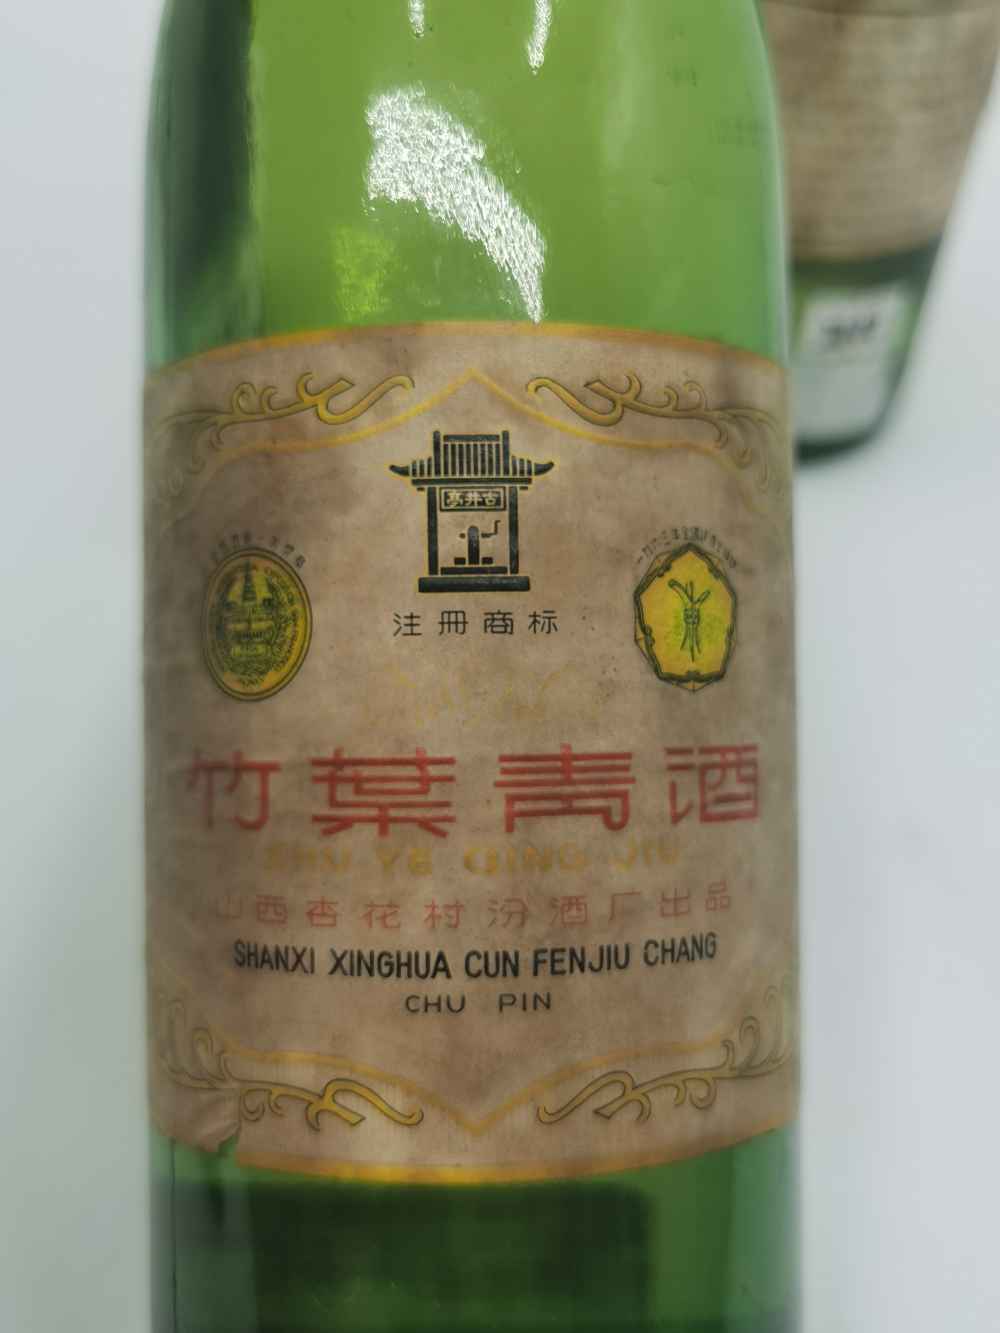 古井亭
注册商标
竹葉青酒
ZHU YE QING JIU
山西杏花村汾酒厂出品
SHANXI XINGHUA CUN FENJIU CHANG
CHU PIN